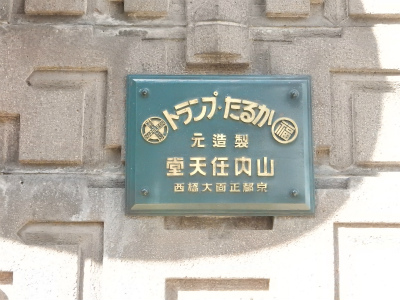 かるた・トランプ
福
製造元
山内任天堂
京都正面大橋西